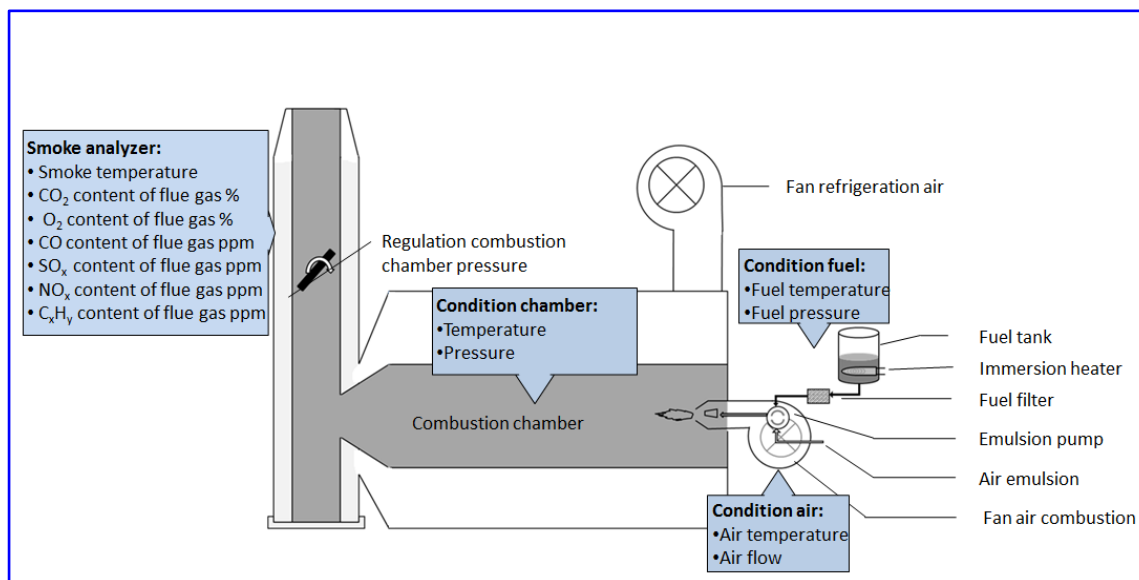 Smoke analyzer:
• Smoke temperature
• CO₂ content of flue gas %
• O₂ content of flue gas %
• CO content of flue gas ppm
• SOₓ content of flue gas ppm
• NOₓ content of flue gas ppm
• CₓHᵧ content of flue gas ppm
Regulation combustion
chamber pressure
Fan refrigeration air
Condition chamber:
•Temperature
•Pressure
Condition fuel:
•Fuel temperature
•Fuel pressure
Combustion chamber
Fuel tank
Immersion heater
Fuel filter
Emulsion pump
Air emulsion
Fan air combustion
Condition air:
•Air temperature
•Air flow